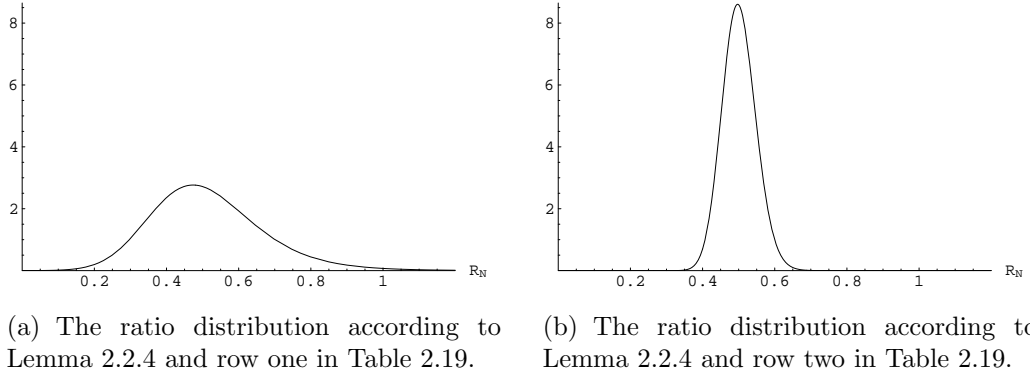 8
6
4
2
0.2 0.4 0.6 0.8 1 R_N
(a) The ratio distribution according to
Lemma 2.2.4 and row one in Table 2.19.
8
6
4
2
0.2 0.4 0.6 0.8 1 R_N
(b) The ratio distribution according to
Lemma 2.2.4 and row two in Table 2.19.